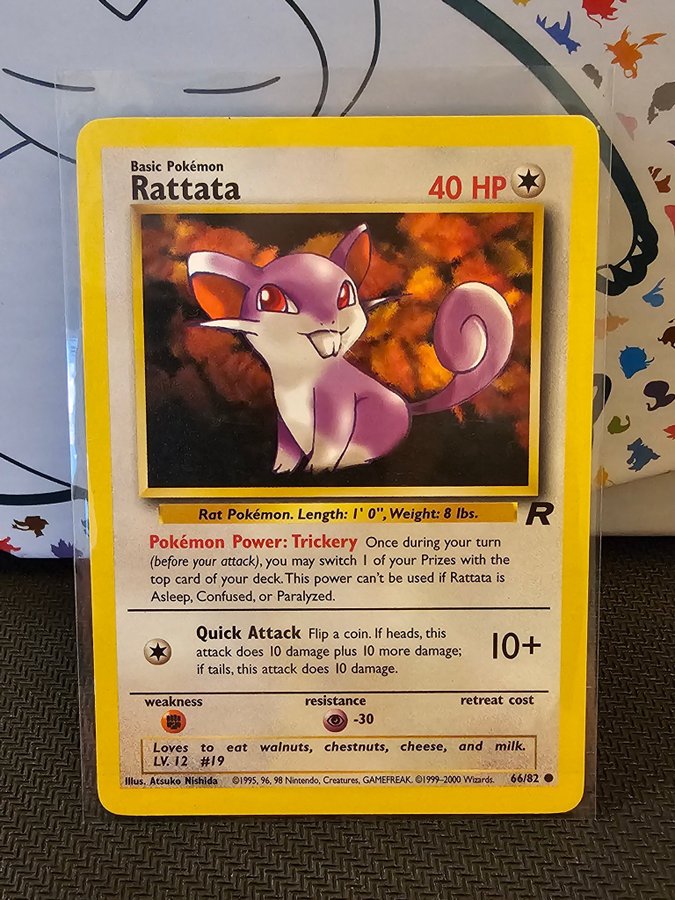 Basic Pokémon
Rattata
40 HP
Rat Pokémon. Length: 1' 0", Weight: 8 lbs.
R
Pokémon Power: Trickery Once during your turn
(before your attack), you may switch 1 of your Prizes with the
top card of your deck. This power can't be used if Rattata is
Asleep, Confused, or Paralyzed.
Quick Attack Flip a coin. If heads, this
attack does 10 damage plus 10 more damage;
if tails, this attack does 10 damage.
10+
weakness
resistance
retreat cost
-30
Loves to eat walnuts, chestnuts, cheese, and milk.
LV. 12 #19
Illus. Atsuko Nishida ©1995, 96, 98 Nintendo, Creatures, GAMEFREAK. ©1999-2000 Wizards. 66/82